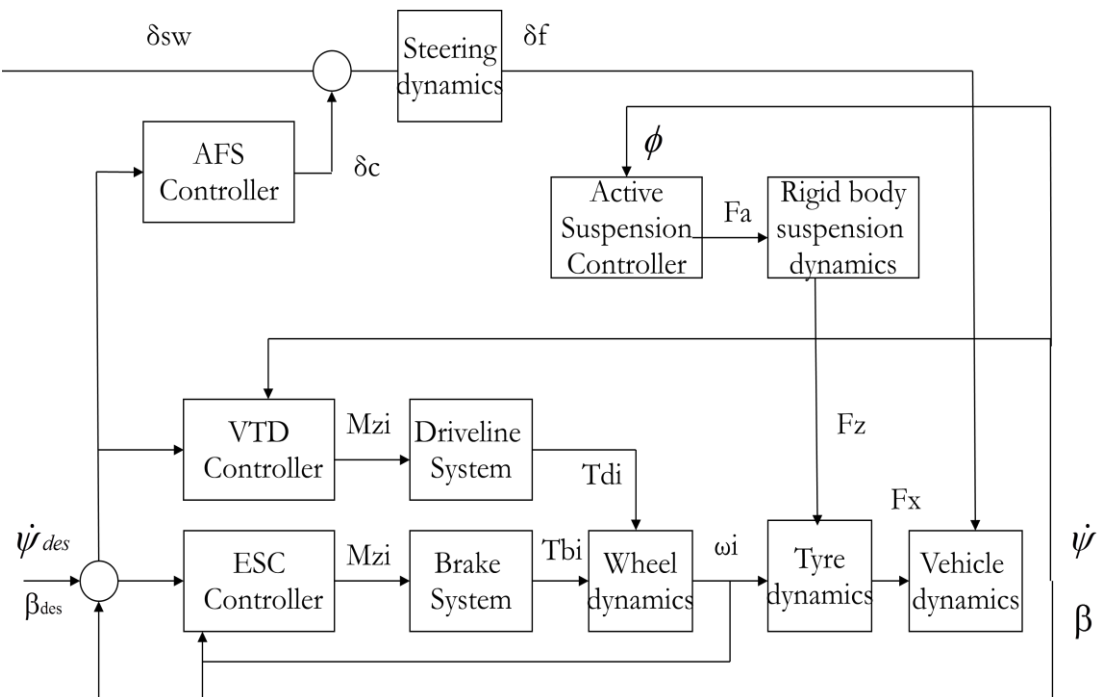 δsw
Steering
dynamics
δf
AFS
Controller
δc
ϕ
Active
Suspension
Controller
Fa
Rigid body
suspension
dynamics
VTD
Controller
Mzi
Driveline
System
Tdi
Fz
Fx
ψ̇des
βdes
ESC
Controller
Mzi
Brake
System
Tbi
Wheel
dynamics
ωi
Tyre
dynamics
Vehicle
dynamics
ψ̇
β